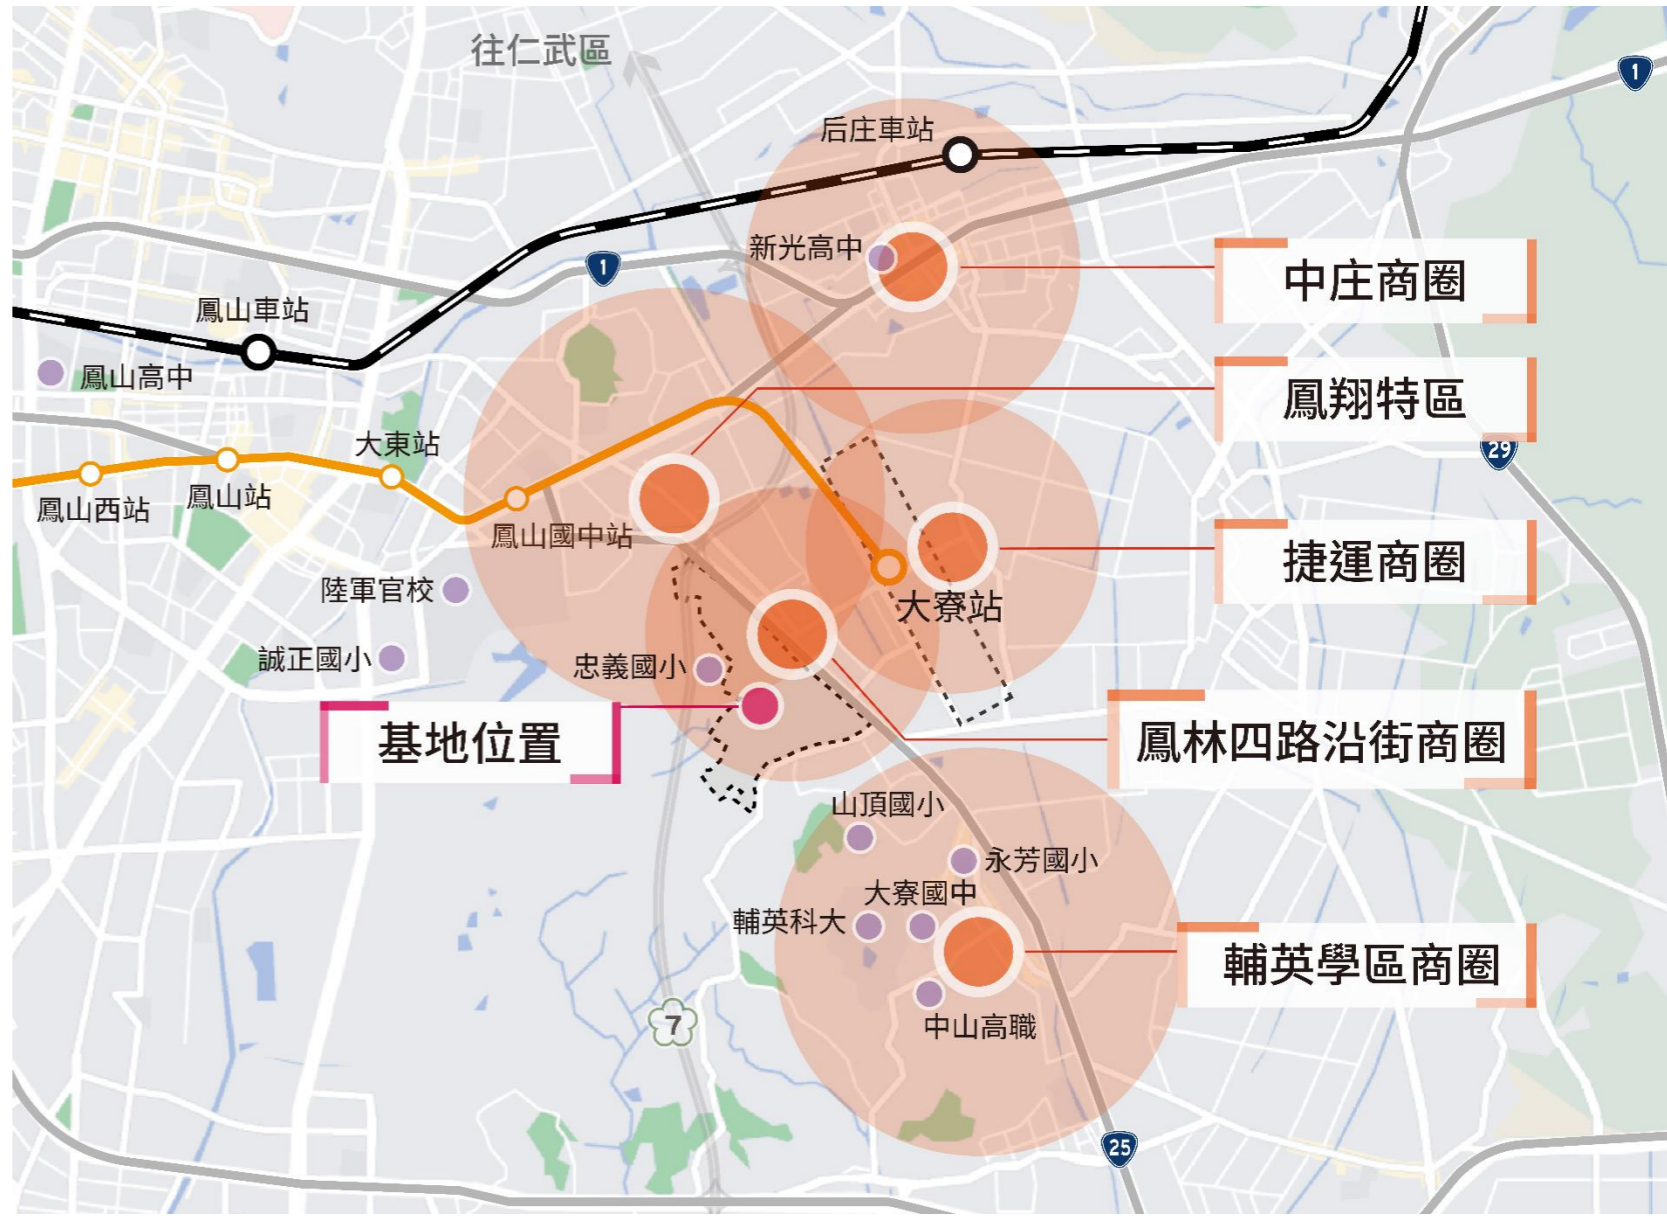 往仁武區
1
后庄車站
新光高中
1
中庄商圈
鳳山車站
鳳山高中
鳳翔特區
大東站
29
鳳山西站
鳳山站
鳳山國中站
捷運商圈
陸軍官校
大寮站
誠正國小
忠義國小
基地位置
鳳林四路沿街商圈
山頂國小
永芳國小
大寮國中
輔英科大
輔英學區商圈
中山高職
7
25